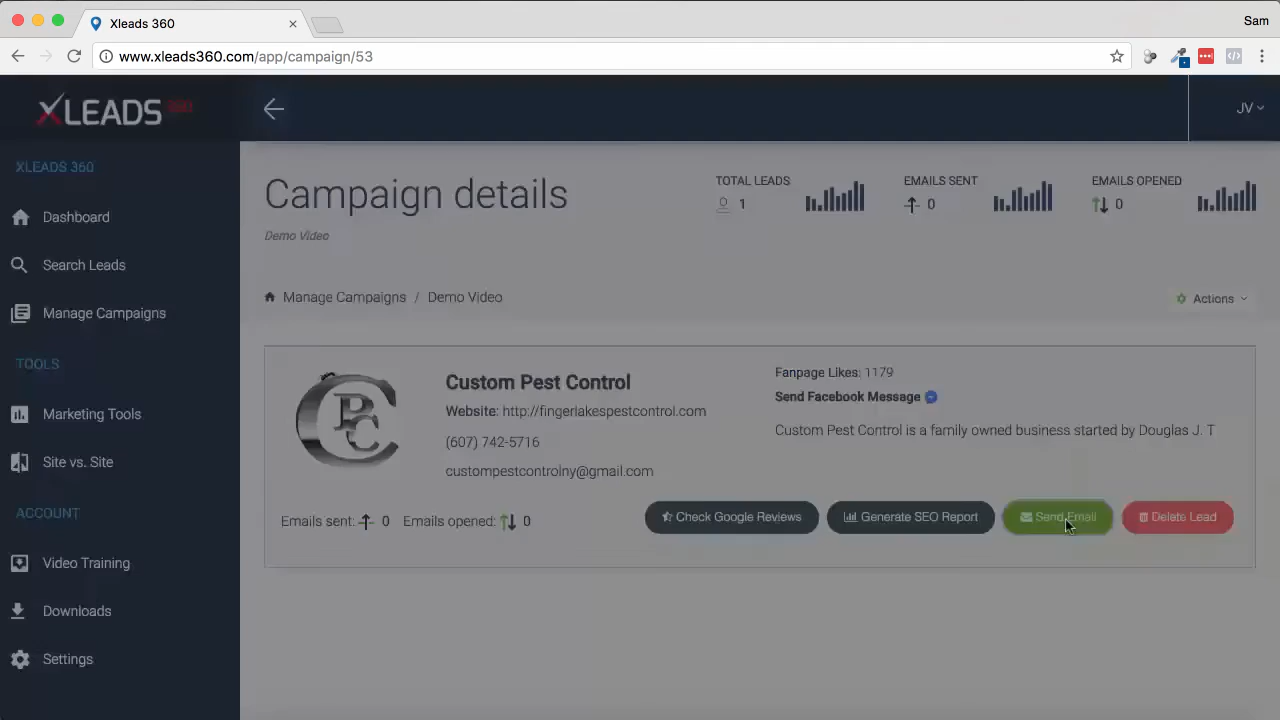 Xleads 360
Sam
www.xleads360.com/app/campaign/53
XLEADS 360
JV
XLEADS 360
Dashboard
Search Leads
Manage Campaigns
TOOLS
Marketing Tools
Site vs. Site
ACCOUNT
Video Training
Downloads
Settings
Campaign details
Demo Video
TOTAL LEADS
1
EMAILS SENT
0
EMAILS OPENED
0
Manage Campaigns / Demo Video
Actions
CPC
Custom Pest Control
Website: http://fingerlakespestcontrol.com
(607) 742-5716
custompestcontrolny@gmail.com
Fanpage Likes: 1179
Send Facebook Message
Custom Pest Control is a family owned business started by Douglas J. T
Emails sent: 0 Emails opened: 0
Check Google Reviews
Generate SEO Report
Send Email
Delete Lead